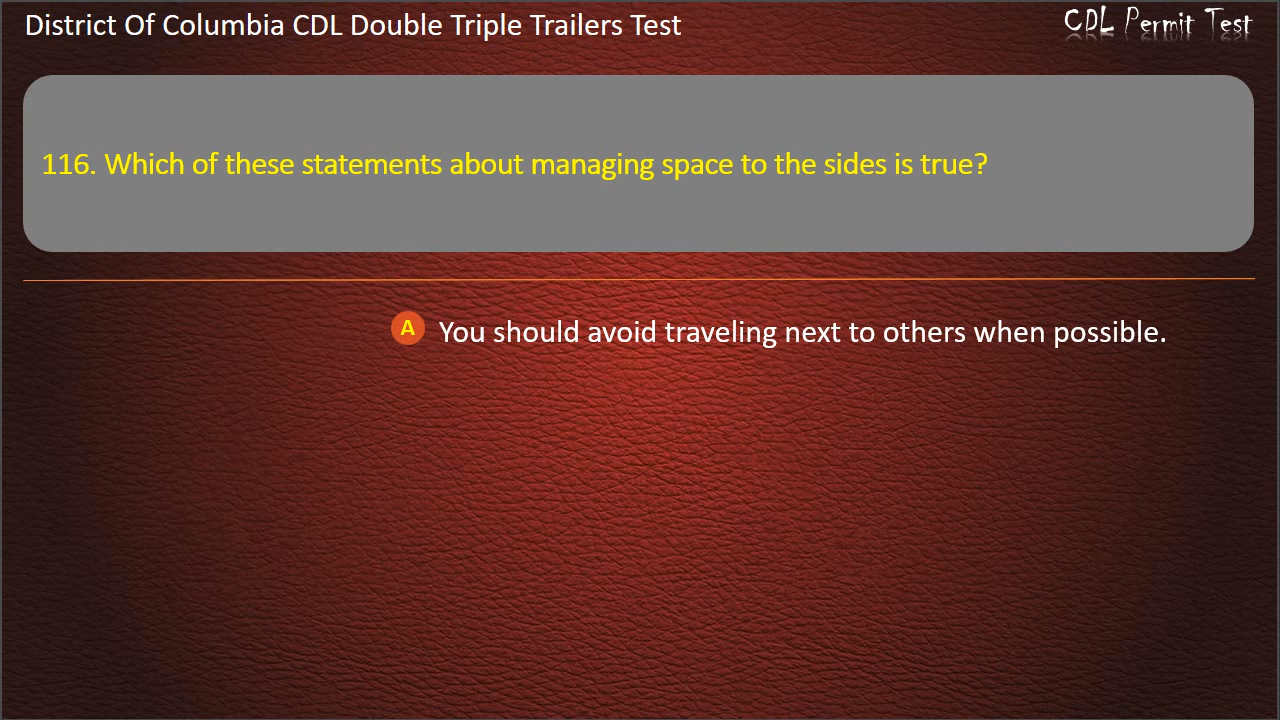 District Of Columbia CDL Double Triple Trailers Test
CDL Permit Test
116. Which of these statements about managing space to the sides is true?
A You should avoid traveling next to others when possible.